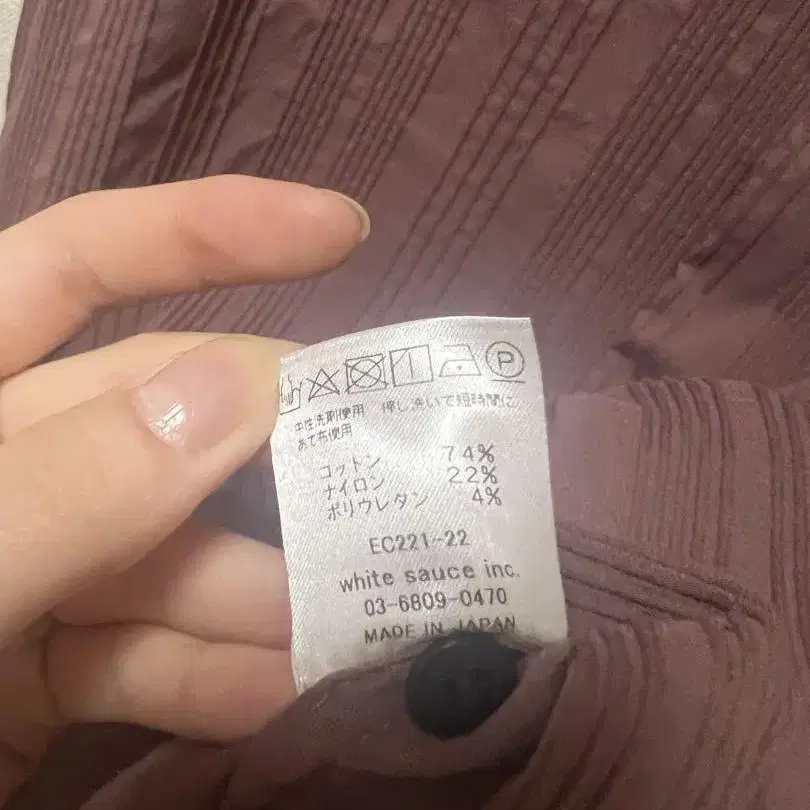 P
中性洗剤使用 押し洗いで短時間に
あて布使用
コットン 74%
ナイロン 22%
ポリウレタン 4%
EC221-22
white sauce inc.
03-6809-0470
MADE IN JAPAN